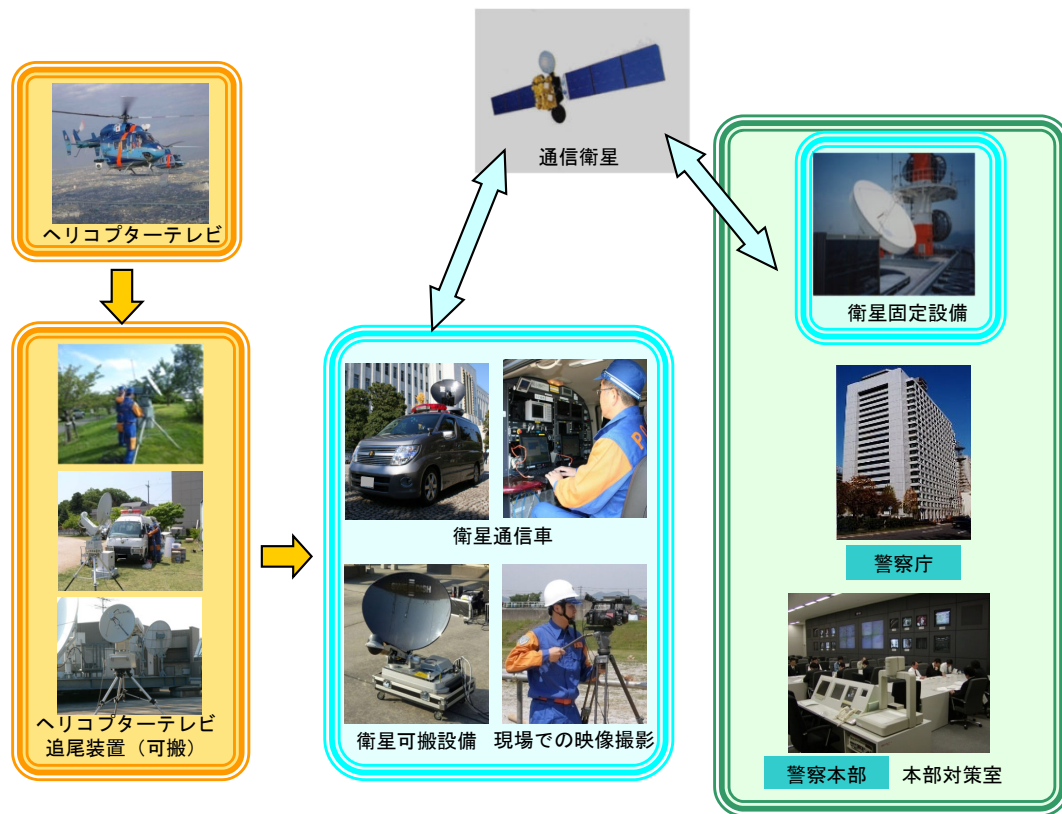 通信衛星
ヘリコプターテレビ
衛星固定設備
衛星通信車
警察庁
ヘリコプターテレビ
追尾装置（可搬）
衛星可搬設備
現場での映像撮影
警察本部
本部対策室